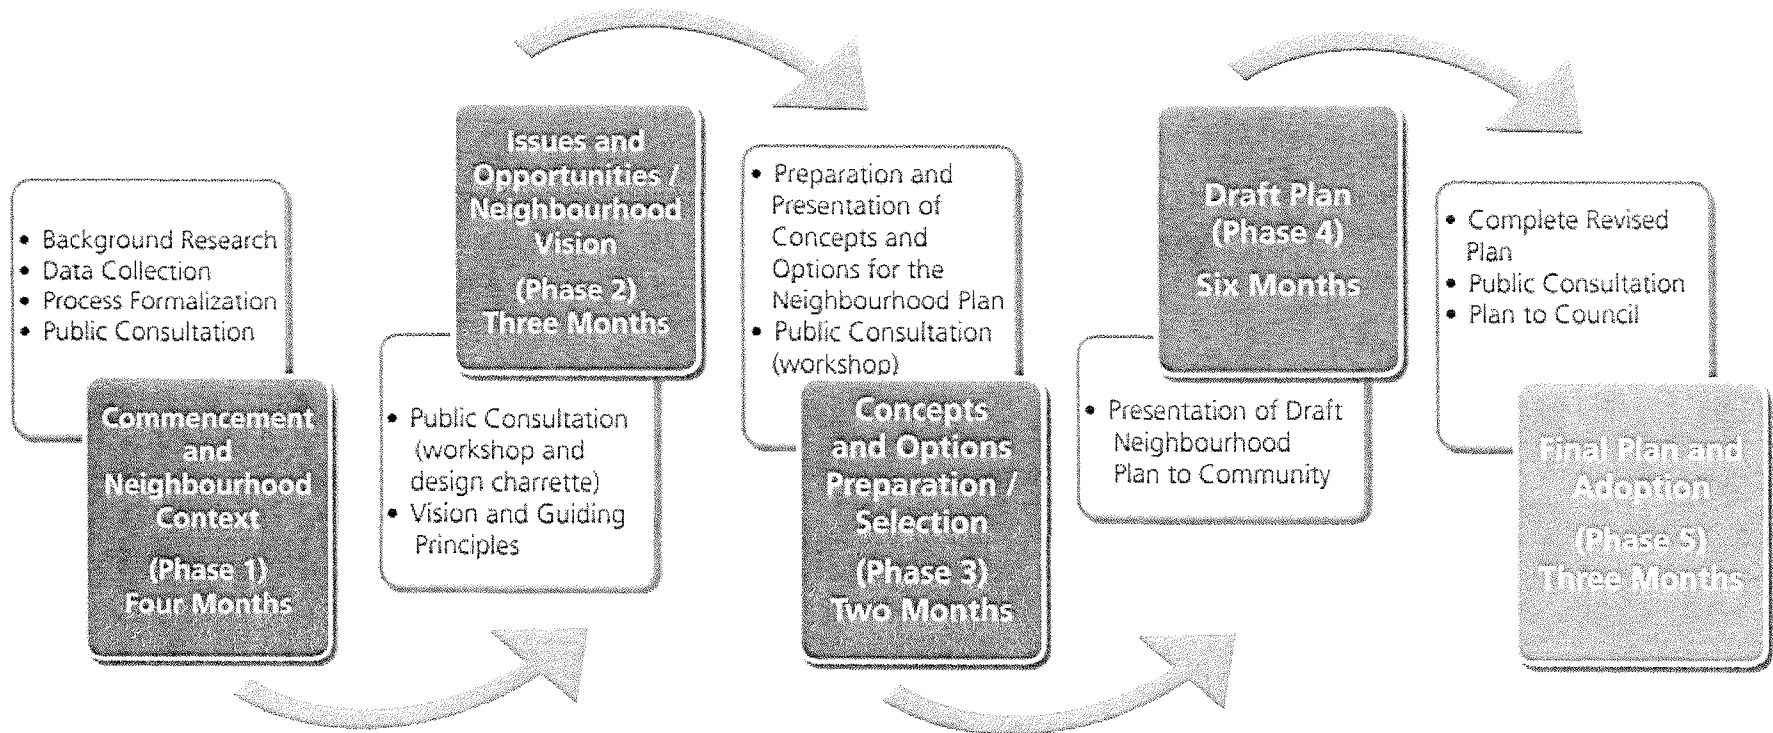 • Background Research
• Data Collection
• Process Formalization
• Public Consultation
Commencement
and
Neighbourhood
Context
(Phase 1)
Four Months
Issues and
Opportunities /
Neighbourhood
Vision
(Phase 2)
Three Months
• Public Consultation
(workshop and
design charrette)
• Vision and Guiding
Principles
• Preparation and
Presentation of
Concepts and
Options for the
Neighbourhood Plan
• Public Consultation
(workshop)
Concepts
and Options
Preparation /
Selection
(Phase 3)
Two Months
Draft Plan
(Phase 4)
Six Months
• Presentation of Draft
Neighbourhood
Plan to Community
• Complete Revised
Plan
• Public Consultation
• Plan to Council
Final Plan and
Adoption
(Phase 5)
Three Months